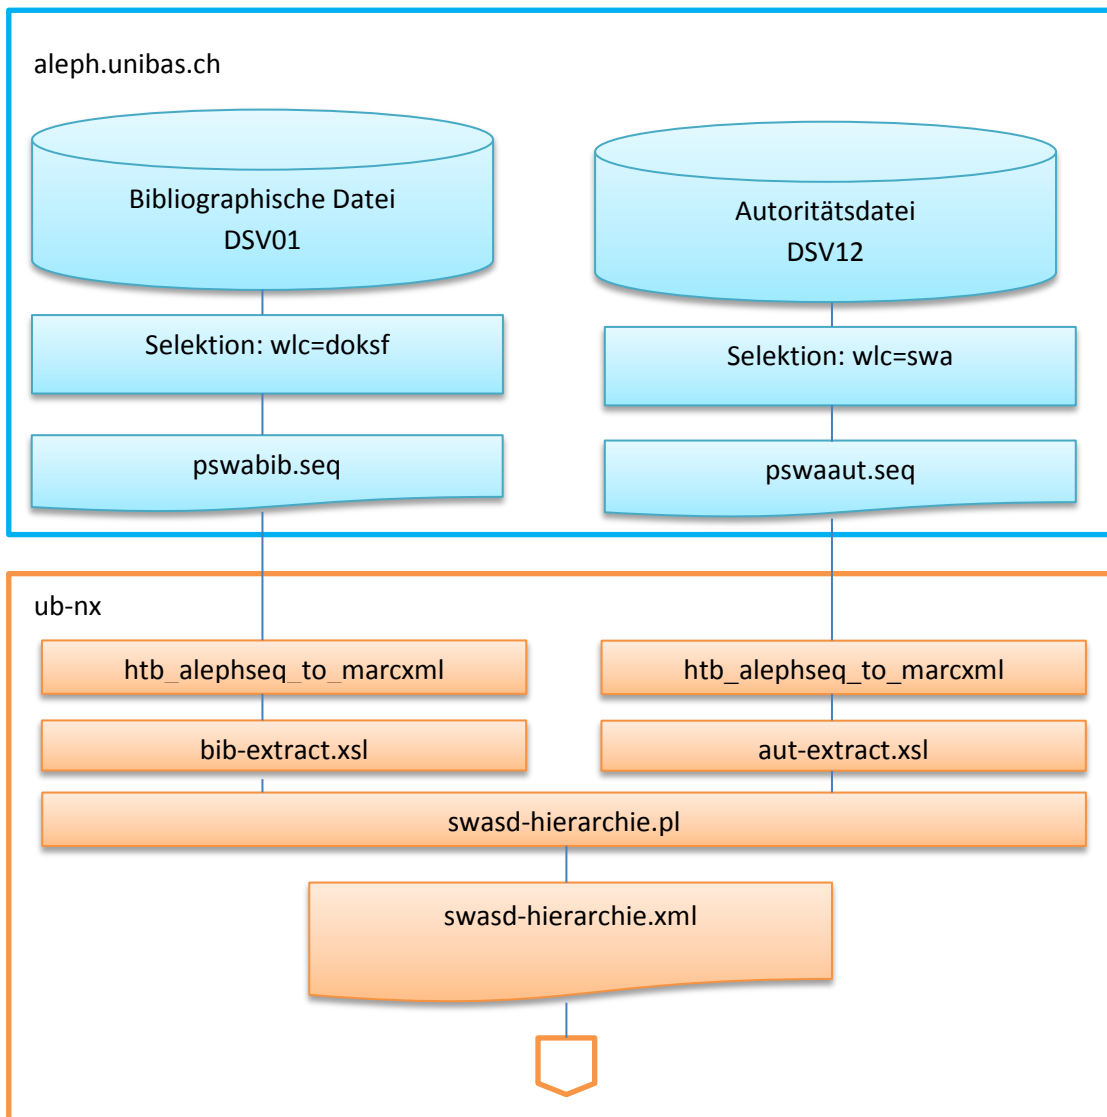 aleph.unibas.ch
Bibliographische Datei
DSV01
Autoritätsdatei
DSV12
Selektion: wlc=doksf
Selektion: wlc=swa
pswabib.seq
pswaaut.seq
ub-nx
htb_alephseq_to_marcxml
htb_alephseq_to_marcxml
bib-extract.xsl
aut-extract.xsl
swasd-hierarchie.pl
swasd-hierarchie.xml